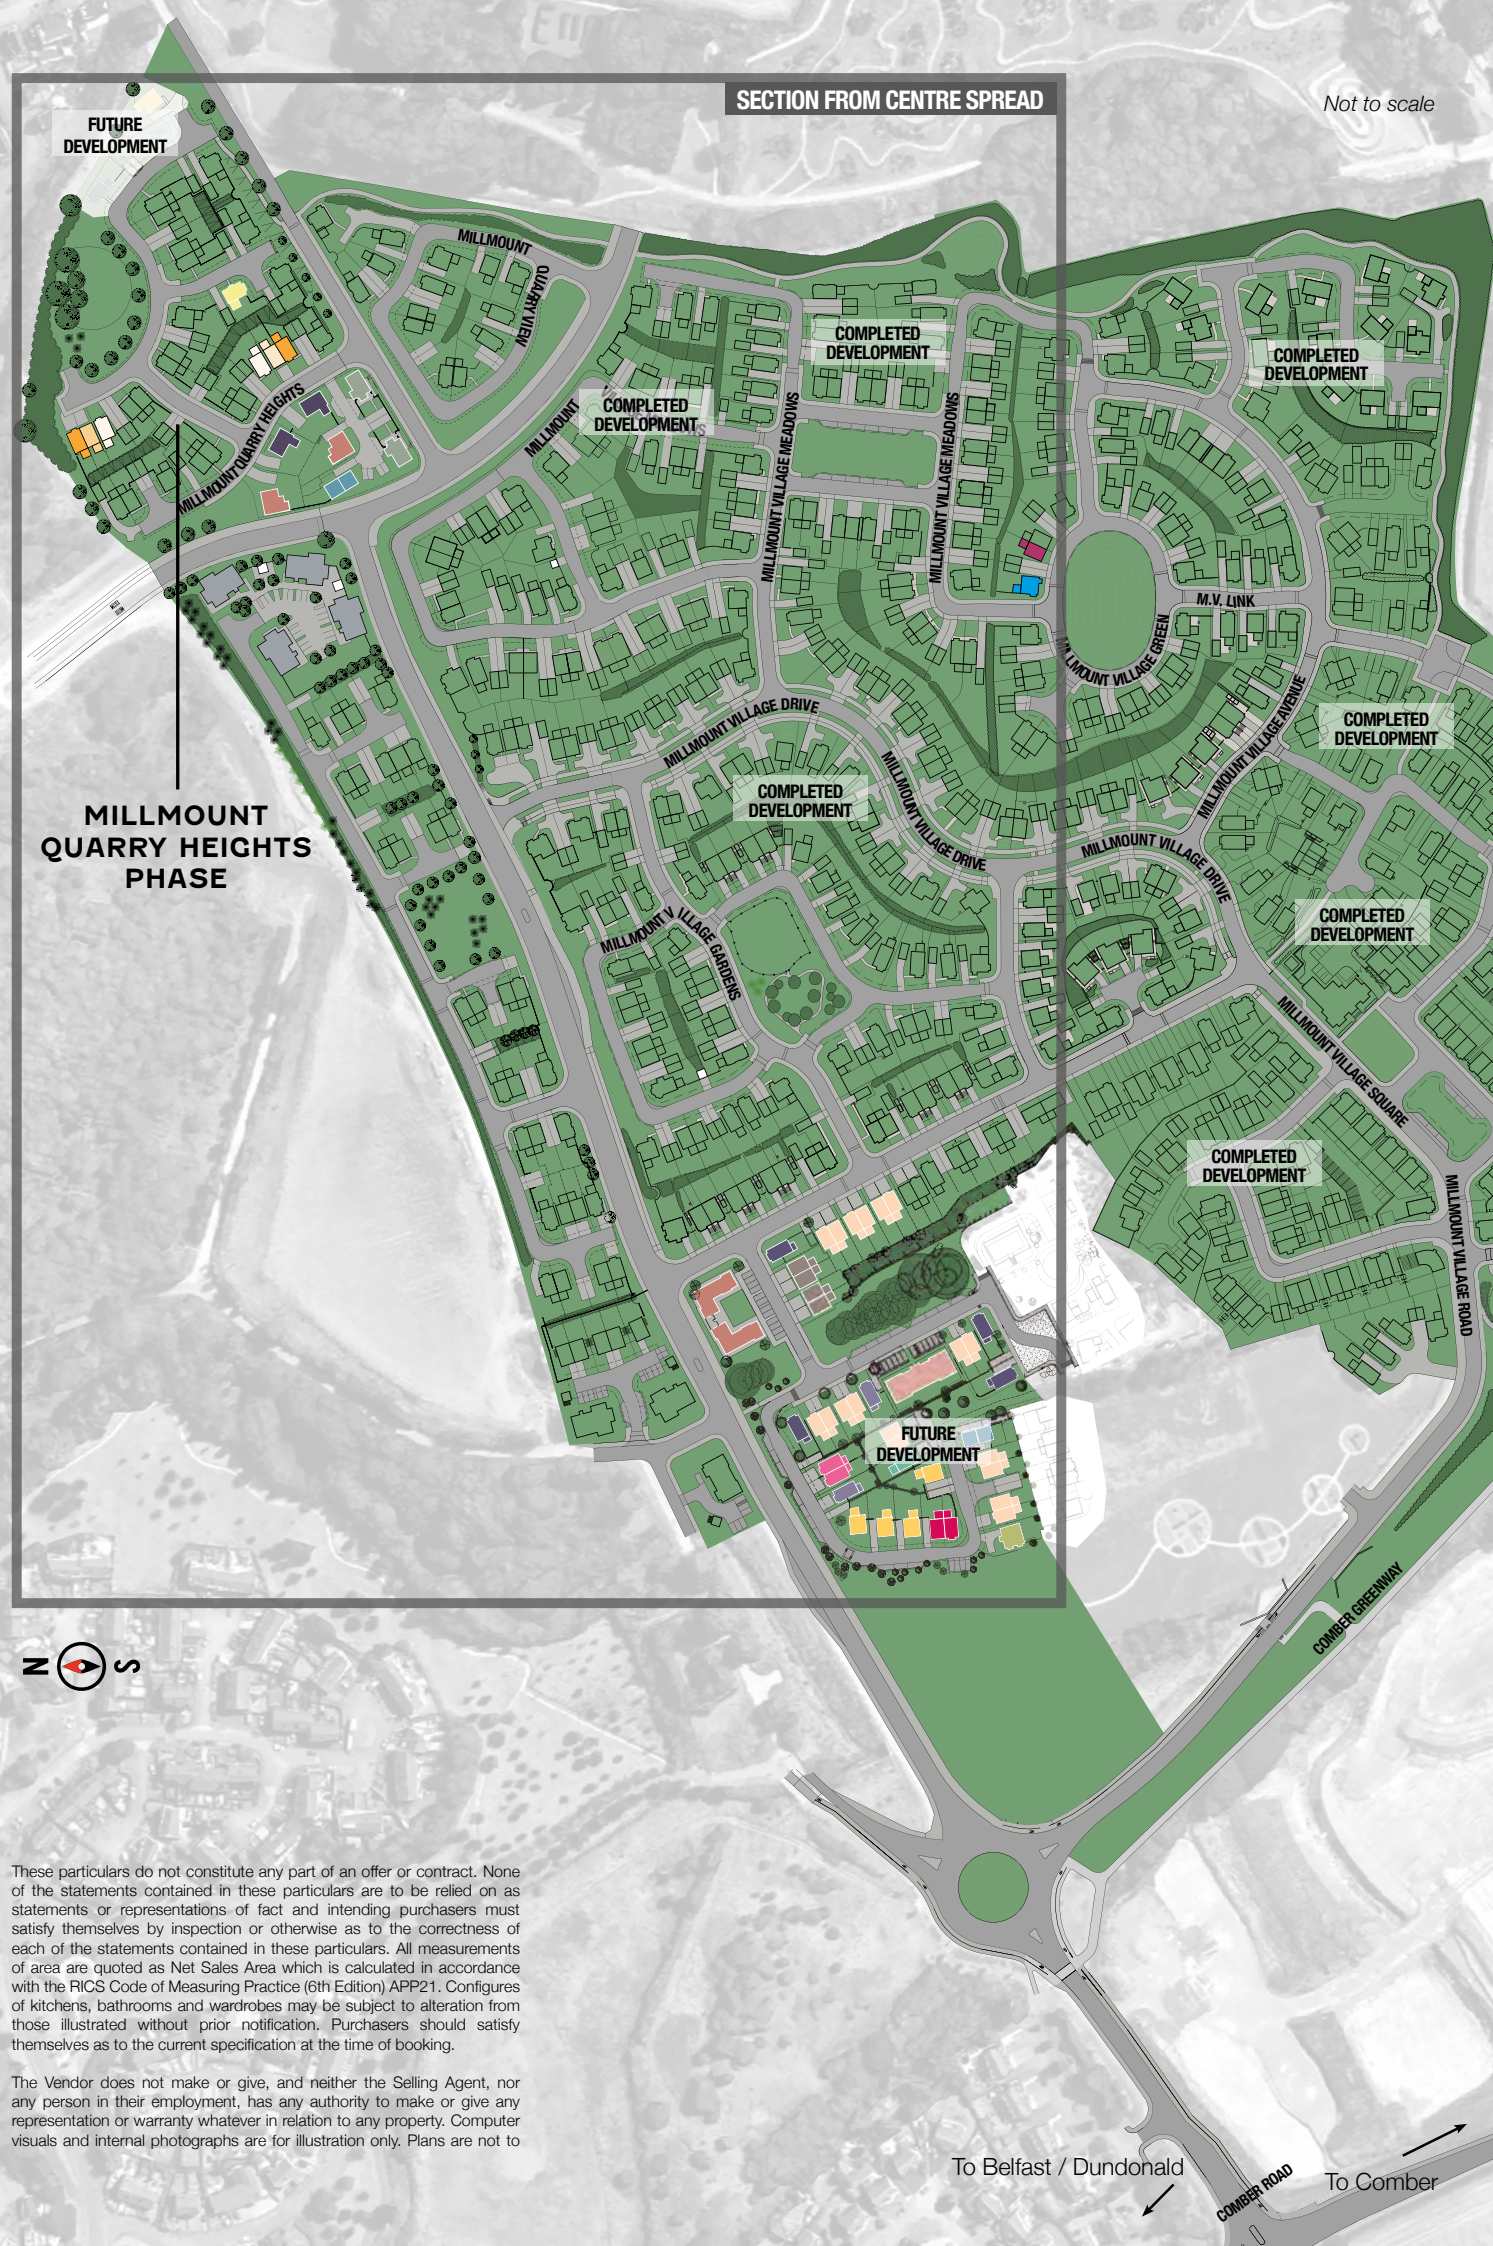 SECTION FROM CENTRE SPREAD
Not to scale
FUTURE
DEVELOPMENT
MILLMOUNT
QUARRY VIEW
COMPLETED
DEVELOPMENT
COMPLETED
DEVELOPMENT
COMPLETED
DEVELOPMENT
MILLMOUNT
MILLMOUNT VILLAGE MEADOWS
MILLMOUNT VILLAGE MEADOWS
MILLMOUNT QUARRY HEIGHTS
M.V. LINK
MILLMOUNT VILLAGE GREEN
MILLMOUNT VILLAGE AVENUE
COMPLETED
DEVELOPMENT
MILLMOUNT VILLAGE DRIVE
MILLMOUNT VILLAGE DRIVE
MILLMOUNT VILLAGE DRIVE
COMPLETED
DEVELOPMENT
MILLMOUNT
QUARRY HEIGHTS
PHASE
COMPLETED
DEVELOPMENT
MILLMOUNT VILLAGE GARDENS
MILLMOUNT VILLAGE SQUARE
COMPLETED
DEVELOPMENT
MILLMOUNT VILLAGE ROAD
FUTURE
DEVELOPMENT
COMBER GREENWAY
N S
These particulars do not constitute any part of an offer or contract. None
of the statements contained in these particulars are to be relied on as
statements or representations of fact and intending purchasers must
satisfy themselves by inspection or otherwise as to the correctness of
each of the statements contained in these particulars. All measurements
of area are quoted as Net Sales Area which is calculated in accordance
with the RICS Code of Measuring Practice (6th Edition) APP21. Configures
of kitchens, bathrooms and wardrobes may be subject to alteration from
those illustrated without prior notification. Purchasers should satisfy
themselves as to the current specification at the time of booking.
The Vendor does not make or give, and neither the Selling Agent, nor
any person in their employment, has any authority to make or give any
representation or warranty whatever in relation to any property. Computer
visuals and internal photographs are for illustration only. Plans are not to
To Belfast / Dundonald
COMBER ROAD
To Comber